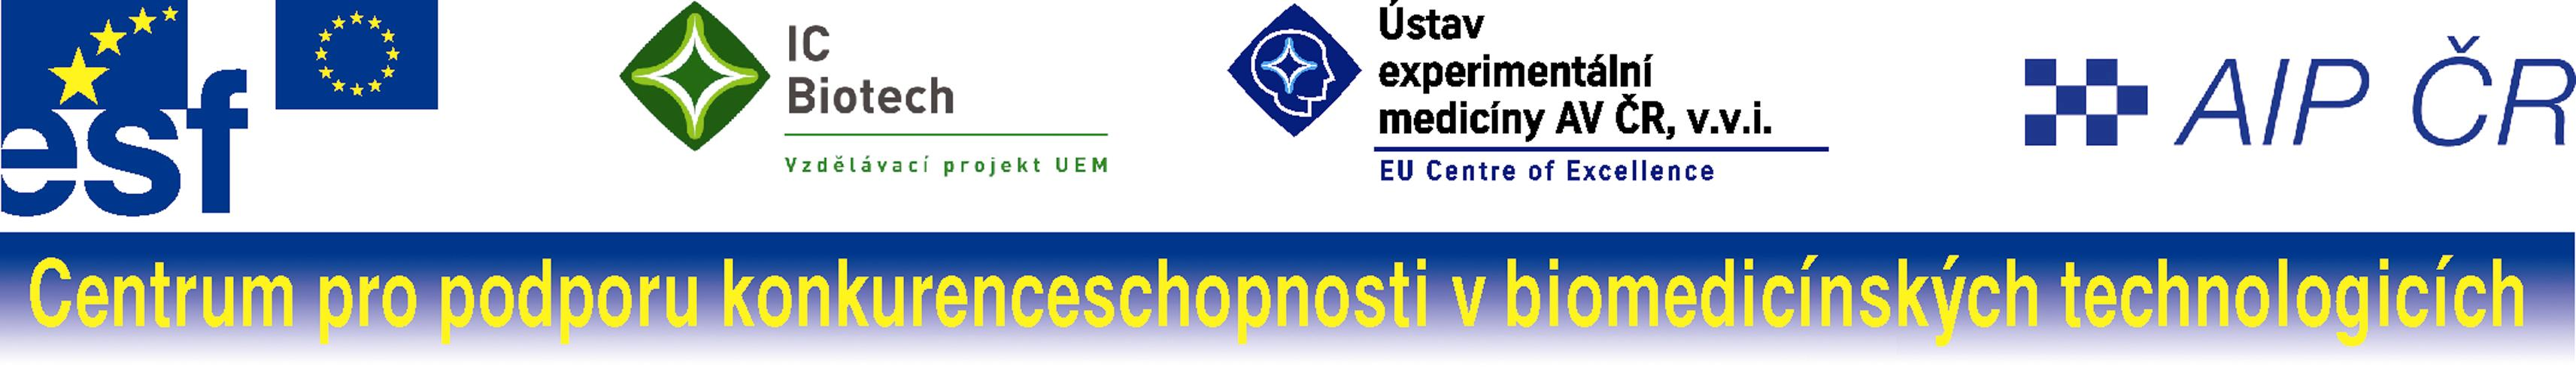 esf
IC
Biotech
Vzdělávací projekt UEM
Ústav
experimentální
medicíny AV ČR, v.v.i.
EU Centre of Excellence
AIP ČR
Centrum pro podporu konkurenceschopnosti v biomedicínských technologicích